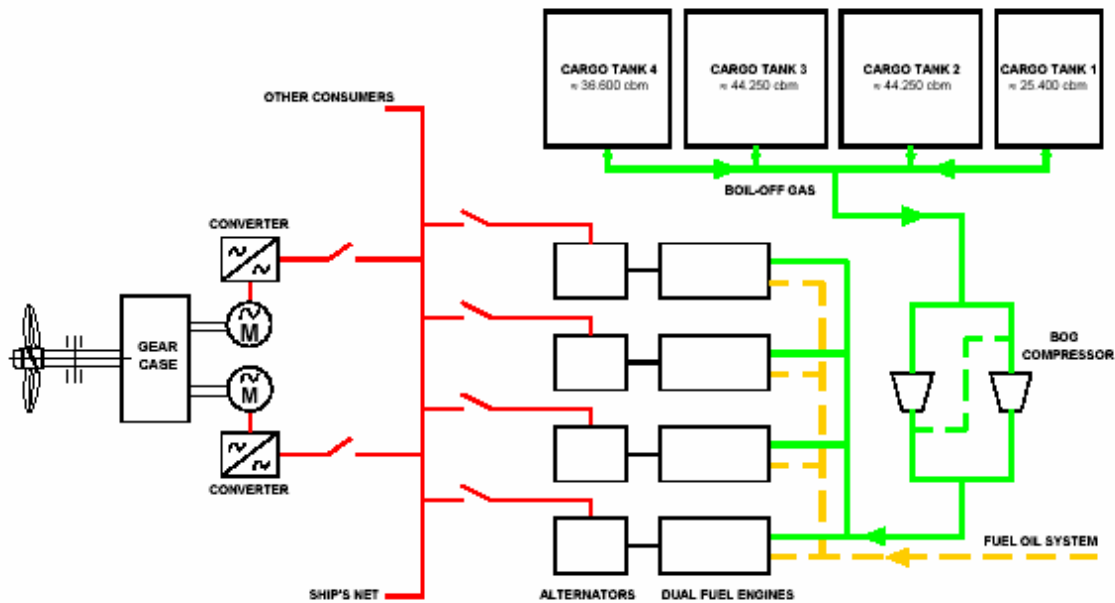 CARGO TANK 4
≈ 36.600 cbm
CARGO TANK 3
≈ 44.250 cbm
CARGO TANK 2
≈ 44.250 cbm
CARGO TANK 1
≈ 25.400 cbm
OTHER CONSUMERS
BOIL-OFF GAS
CONVERTER
M
GEAR
CASE
M
CONVERTER
BOG
COMPRESSOR
FUEL OIL SYSTEM
SHIP'S NET
ALTERNATORS
DUAL FUEL ENGINES